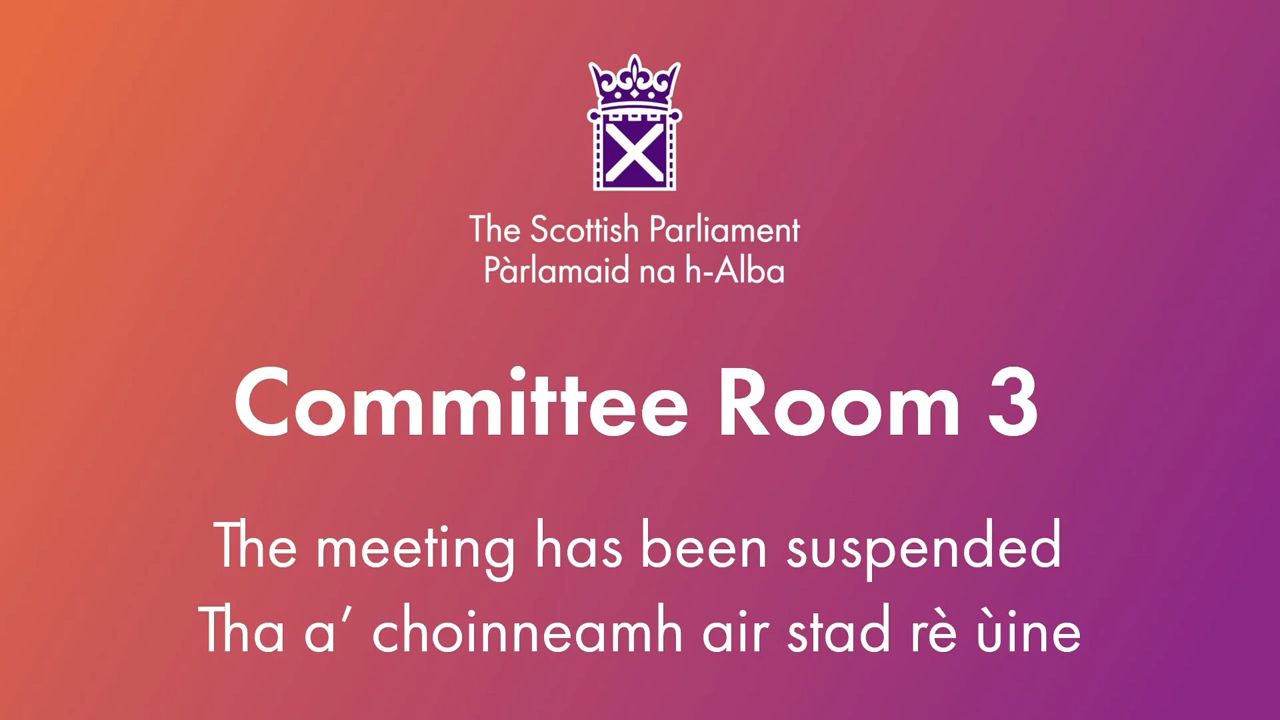 The Scottish Parliament
Pàrlamaid na h-Alba
Committee Room 3
The meeting has been suspended
Tha a’ choinneamh air stad rè ùine